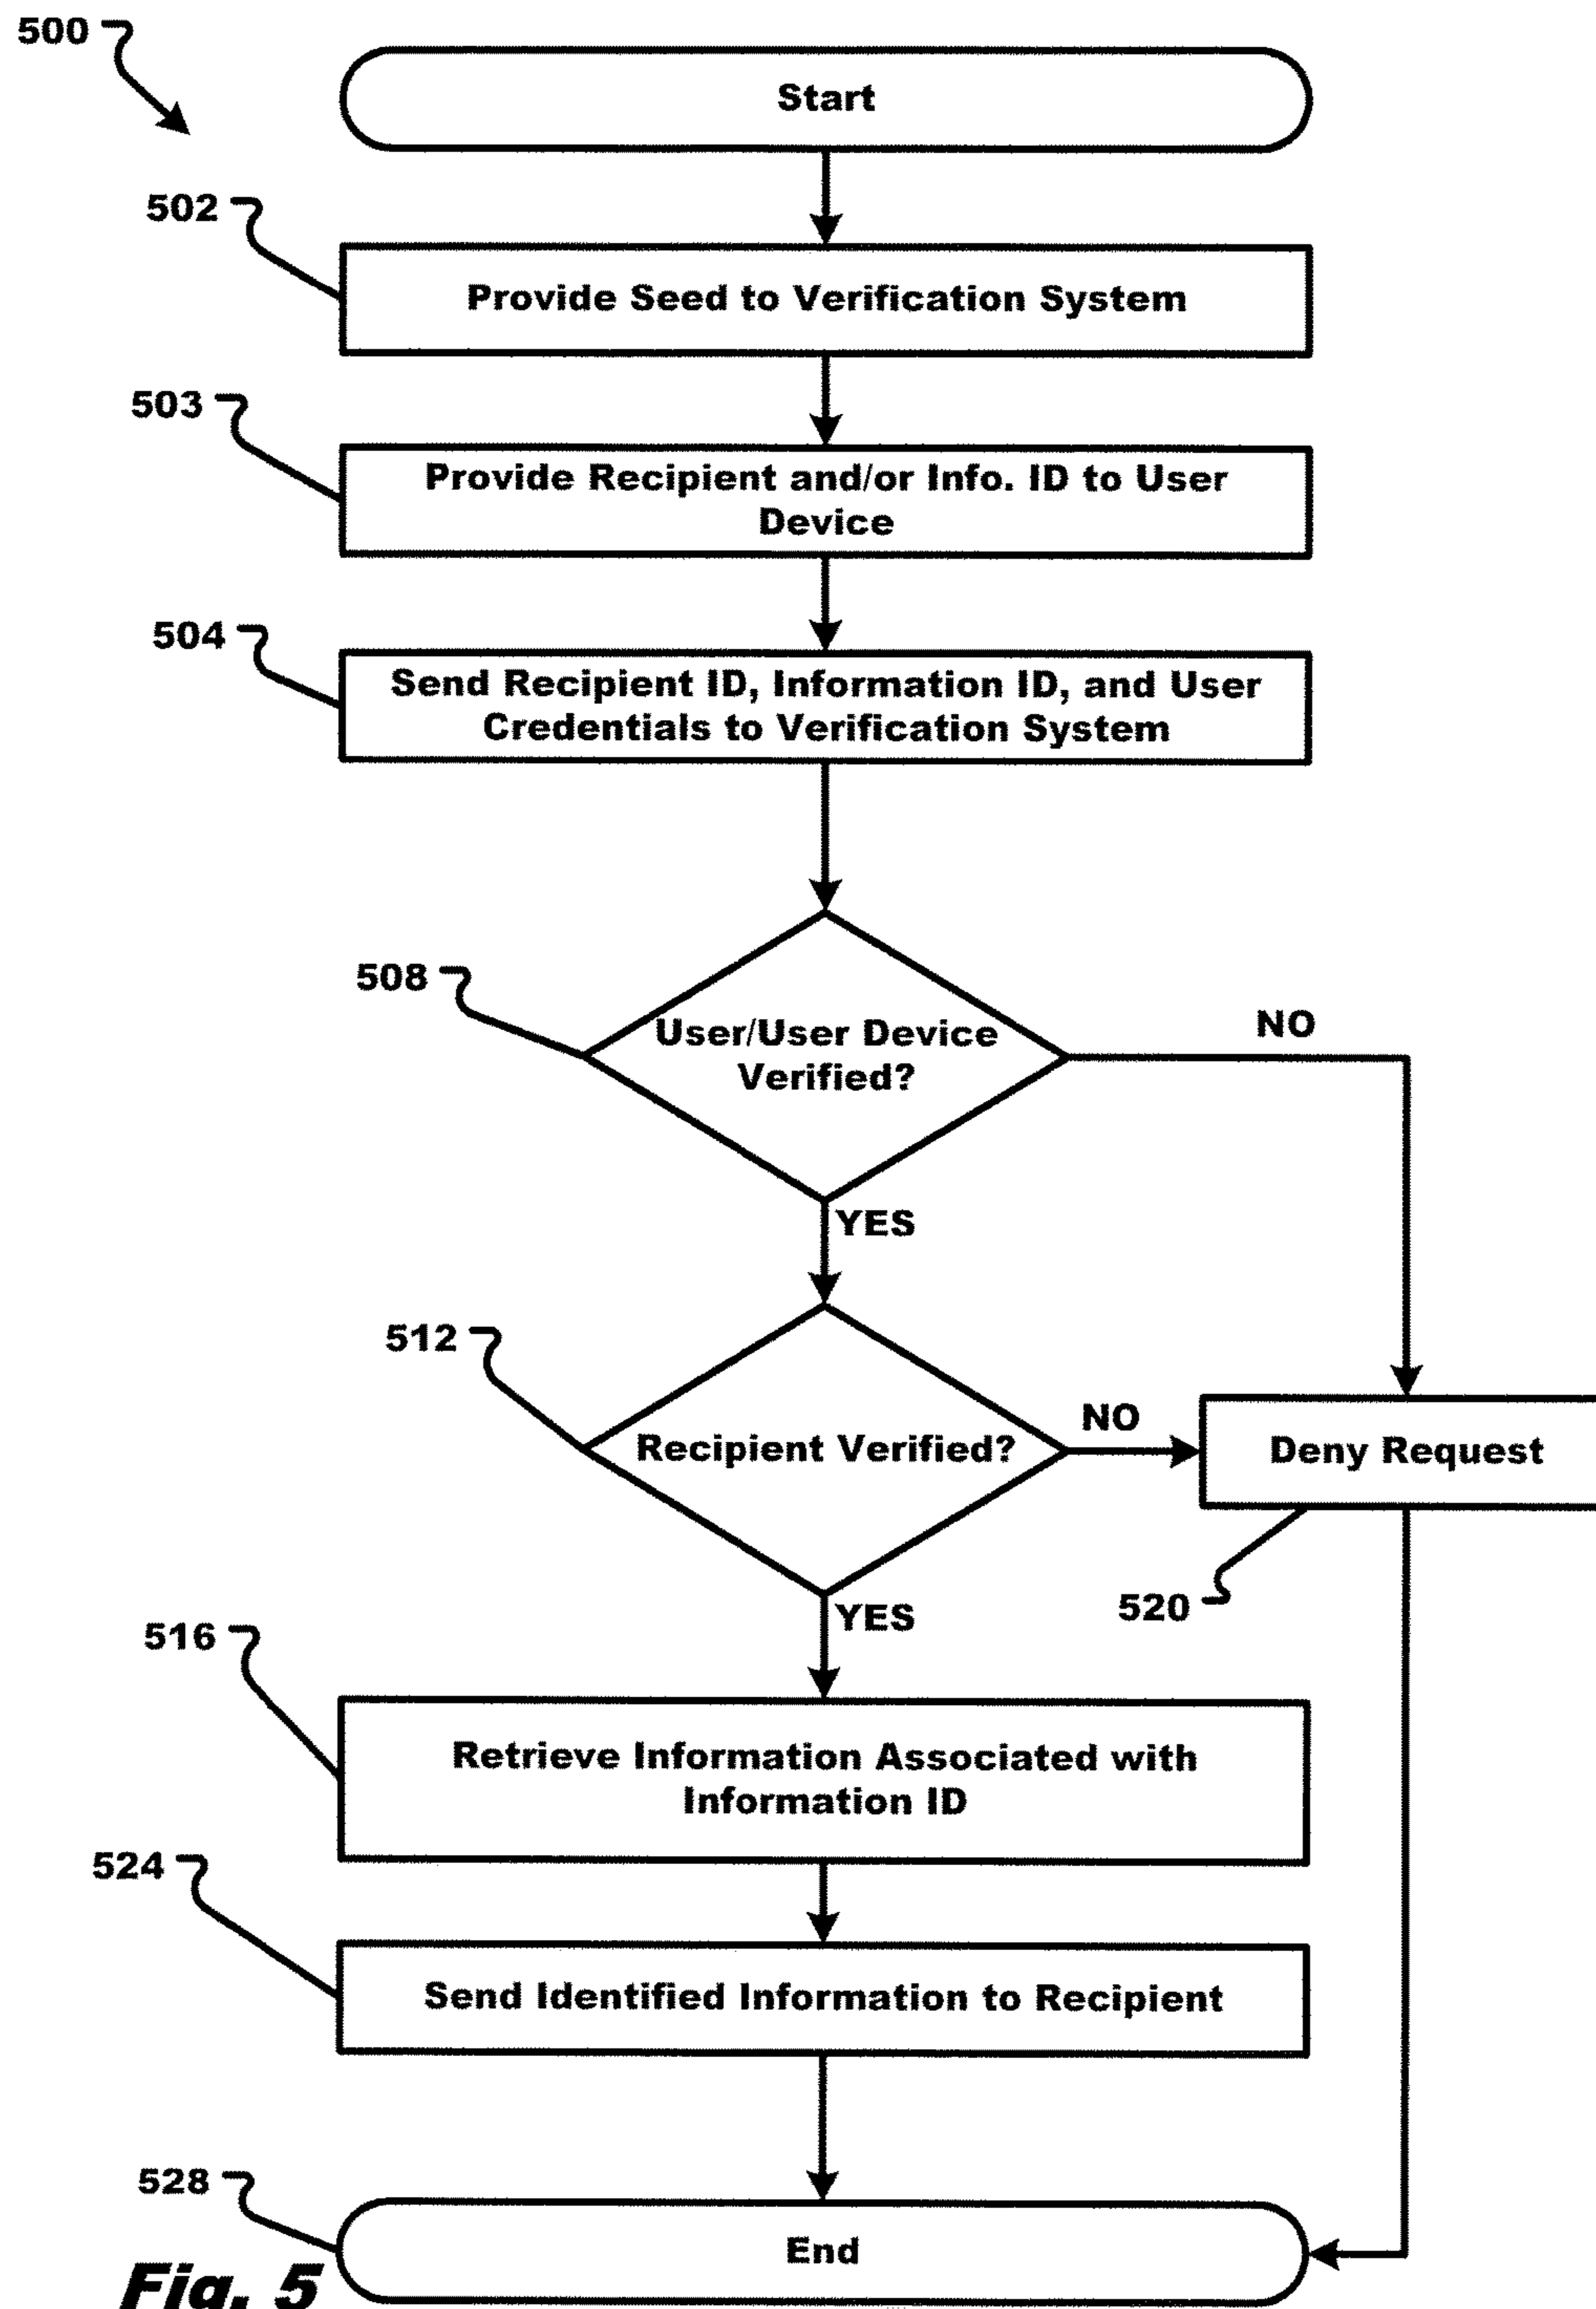 500
Start
502
Provide Seed to Verification System
503
Provide Recipient and/or Info. ID to User
Device
504
Send Recipient ID, Information ID, and User
Credentials to Verification System
508
User/User Device
Verified?
NO
YES
512
Recipient Verified?
NO
Deny Request
520
YES
516
Retrieve Information Associated with
Information ID
524
Send Identified Information to Recipient
528
End
Fig. 5